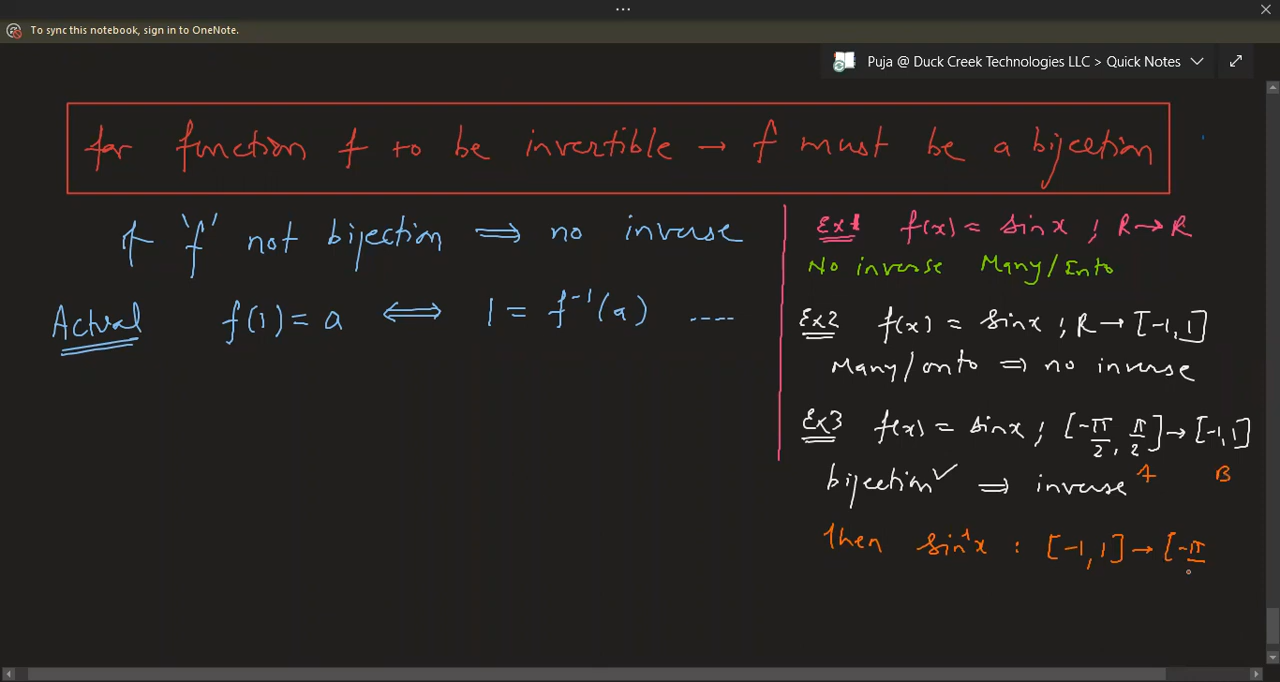 To sync this notebook, sign in to OneNote.
Puja @ Duck Creek Technologies LLC > Quick Notes
for function f to be invertible → f must be a bijection
If 'f' not bijection ⟹ no inverse
Actual f(1) = a ⟺ 1 = f⁻¹(a) .....
Ex1 f(x) = sinx ; R→R
No inverse Many/Into
Ex2 f(x) = sinx ; R→ [-1, 1]
Many/onto ⟹ no inverse
Ex3 f(x) = sinx ; [-π/2, π/2] → [-1, 1]
bijection✓ ⟹ inverse A B
then sin⁻¹x : [-1, 1] → [-π